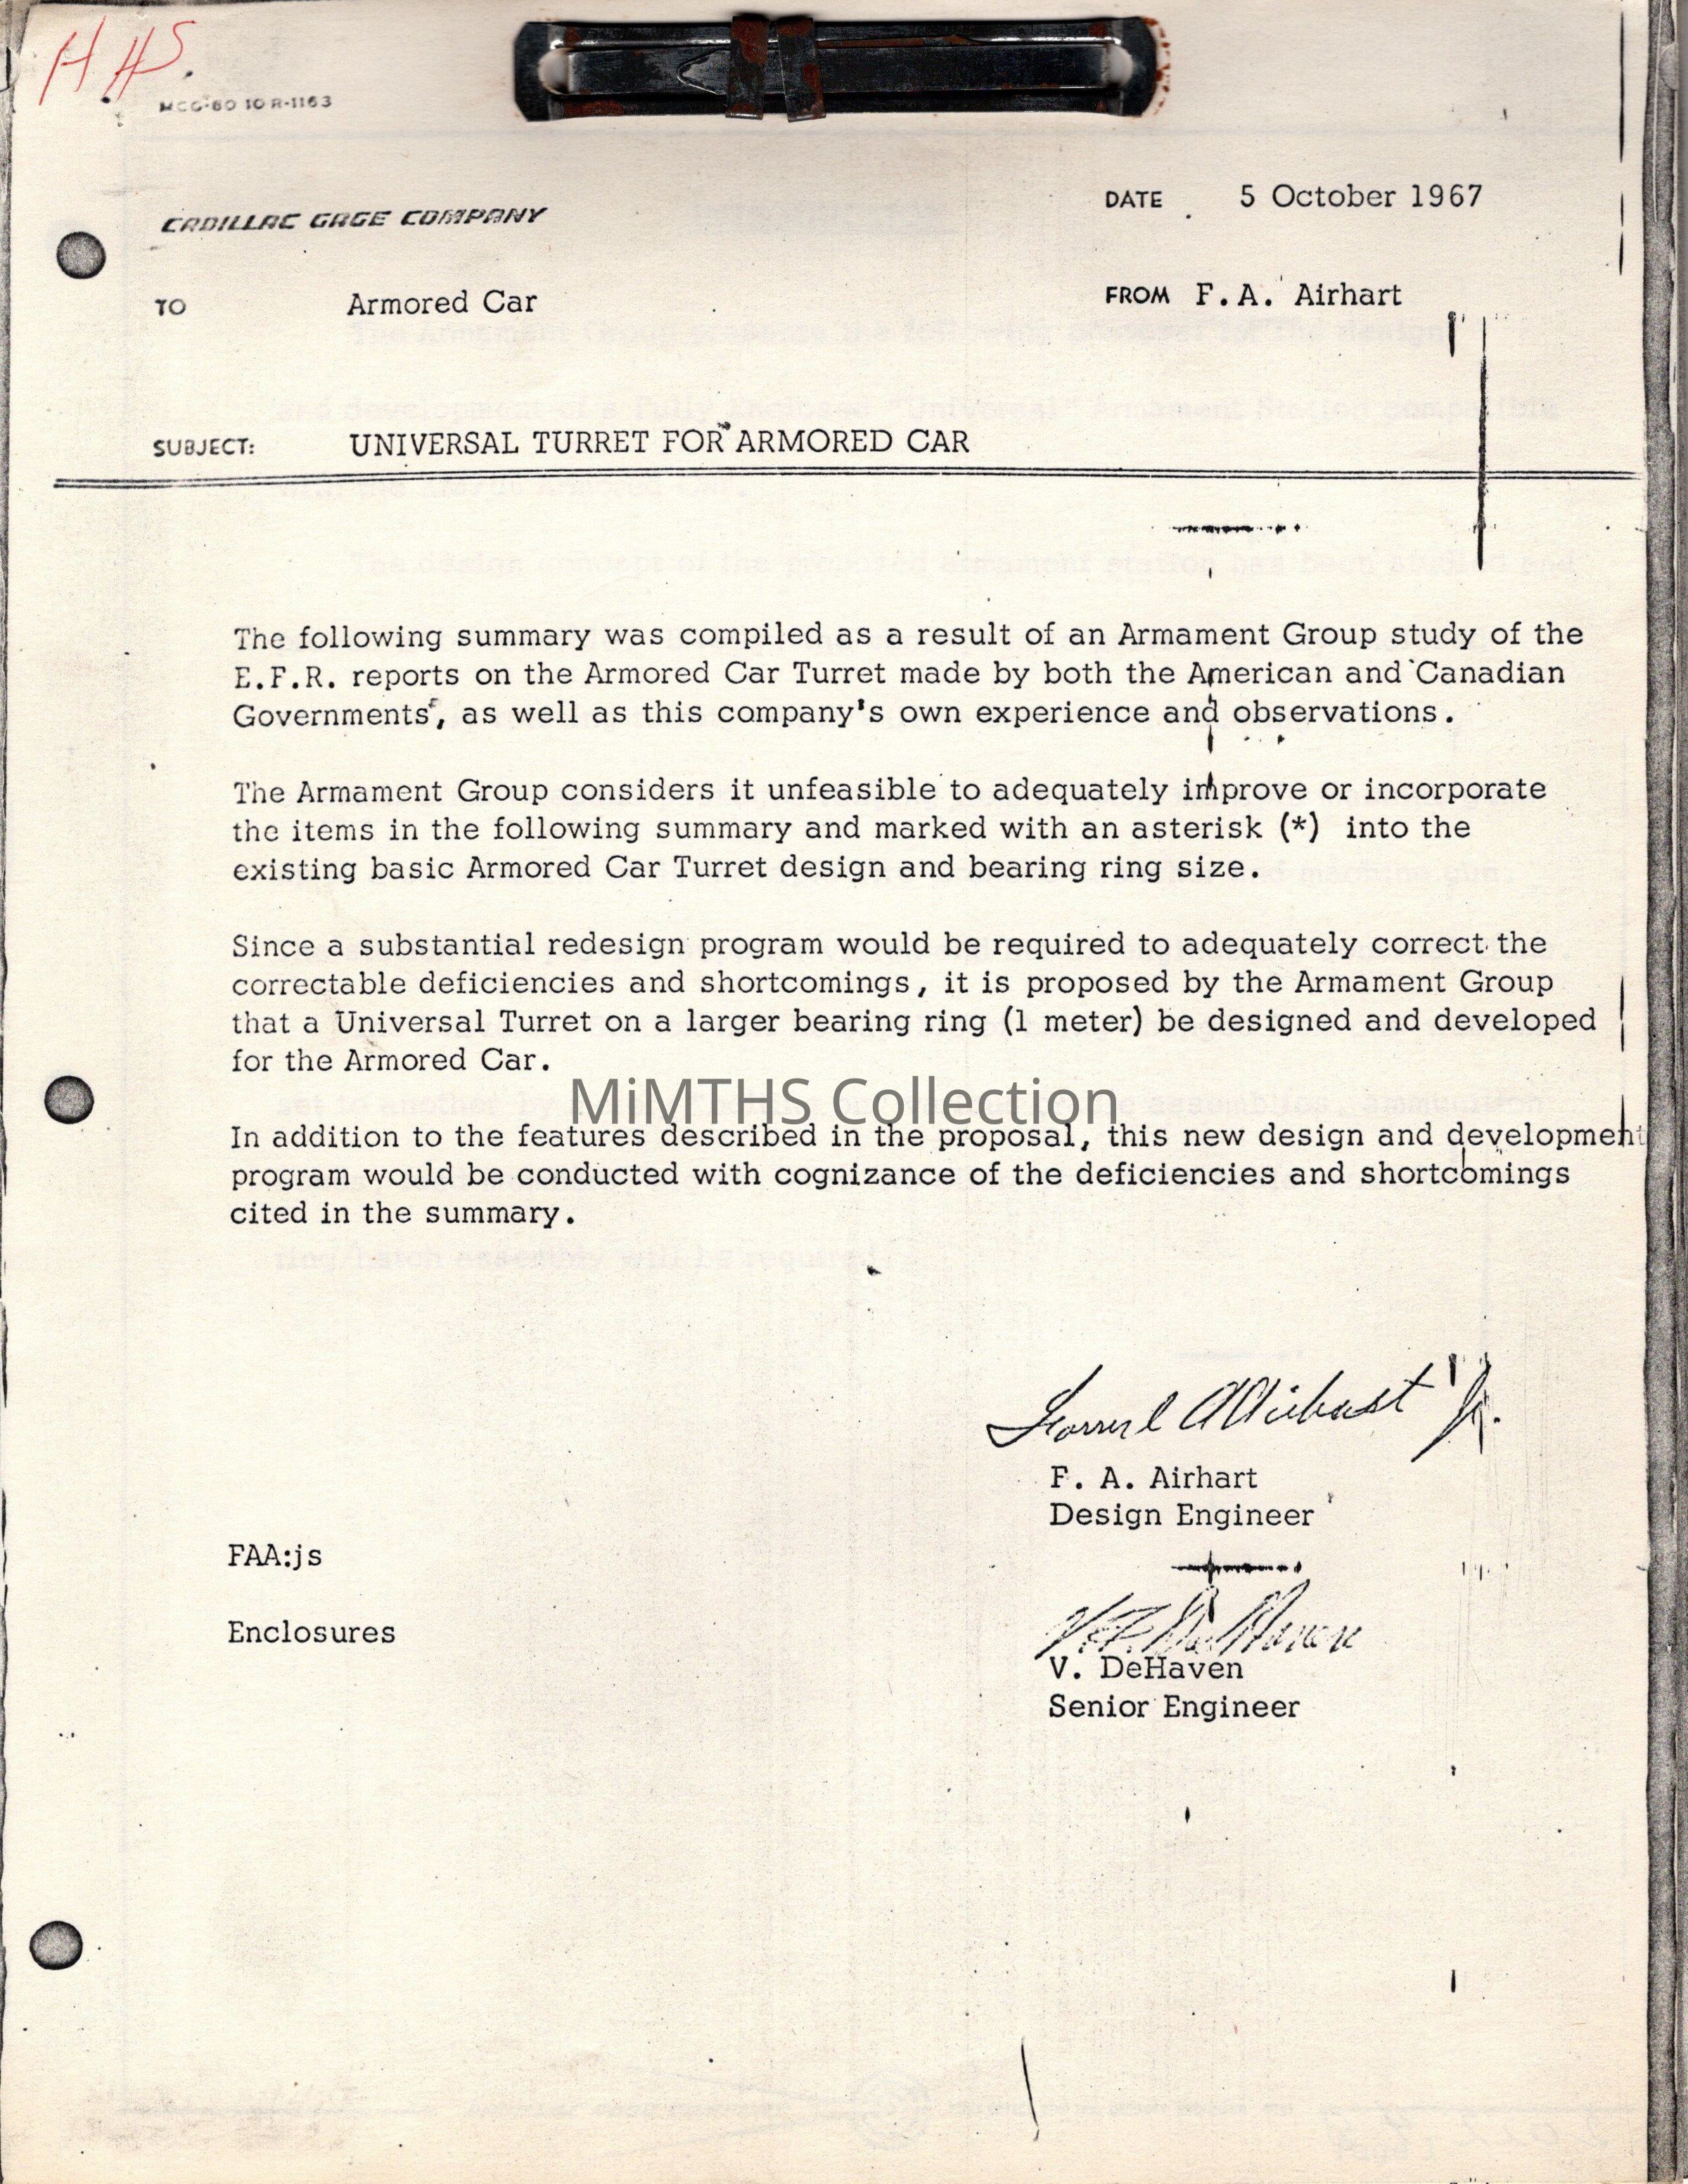 HHS.
MCG-60 10 R-1163
DATE 5 October 1967
CADILLAC GAGE COMPANY
TO Armored Car FROM F.A. Airhart
SUBJECT: UNIVERSAL TURRET FOR ARMORED CAR
The following summary was compiled as a result of an Armament Group study of the
E.F.R. reports on the Armored Car Turret made by both the American and Canadian
Governments, as well as this company's own experience and observations.
The Armament Group considers it unfeasible to adequately improve or incorporate
the items in the following summary and marked with an asterisk (*) into the
existing basic Armored Car Turret design and bearing ring size.
Since a substantial redesign program would be required to adequately correct the
correctable deficiencies and shortcomings, it is proposed by the Armament Group
that a Universal Turret on a larger bearing ring (1 meter) be designed and developed
for the Armored Car.
MiMTHS Collection
In addition to the features described in the proposal, this new design and development
program would be conducted with cognizance of the deficiencies and shortcomings
cited in the summary.
F. A. Airhart
Design Engineer
FAA:js
Enclosures
V. DeHaven
Senior Engineer